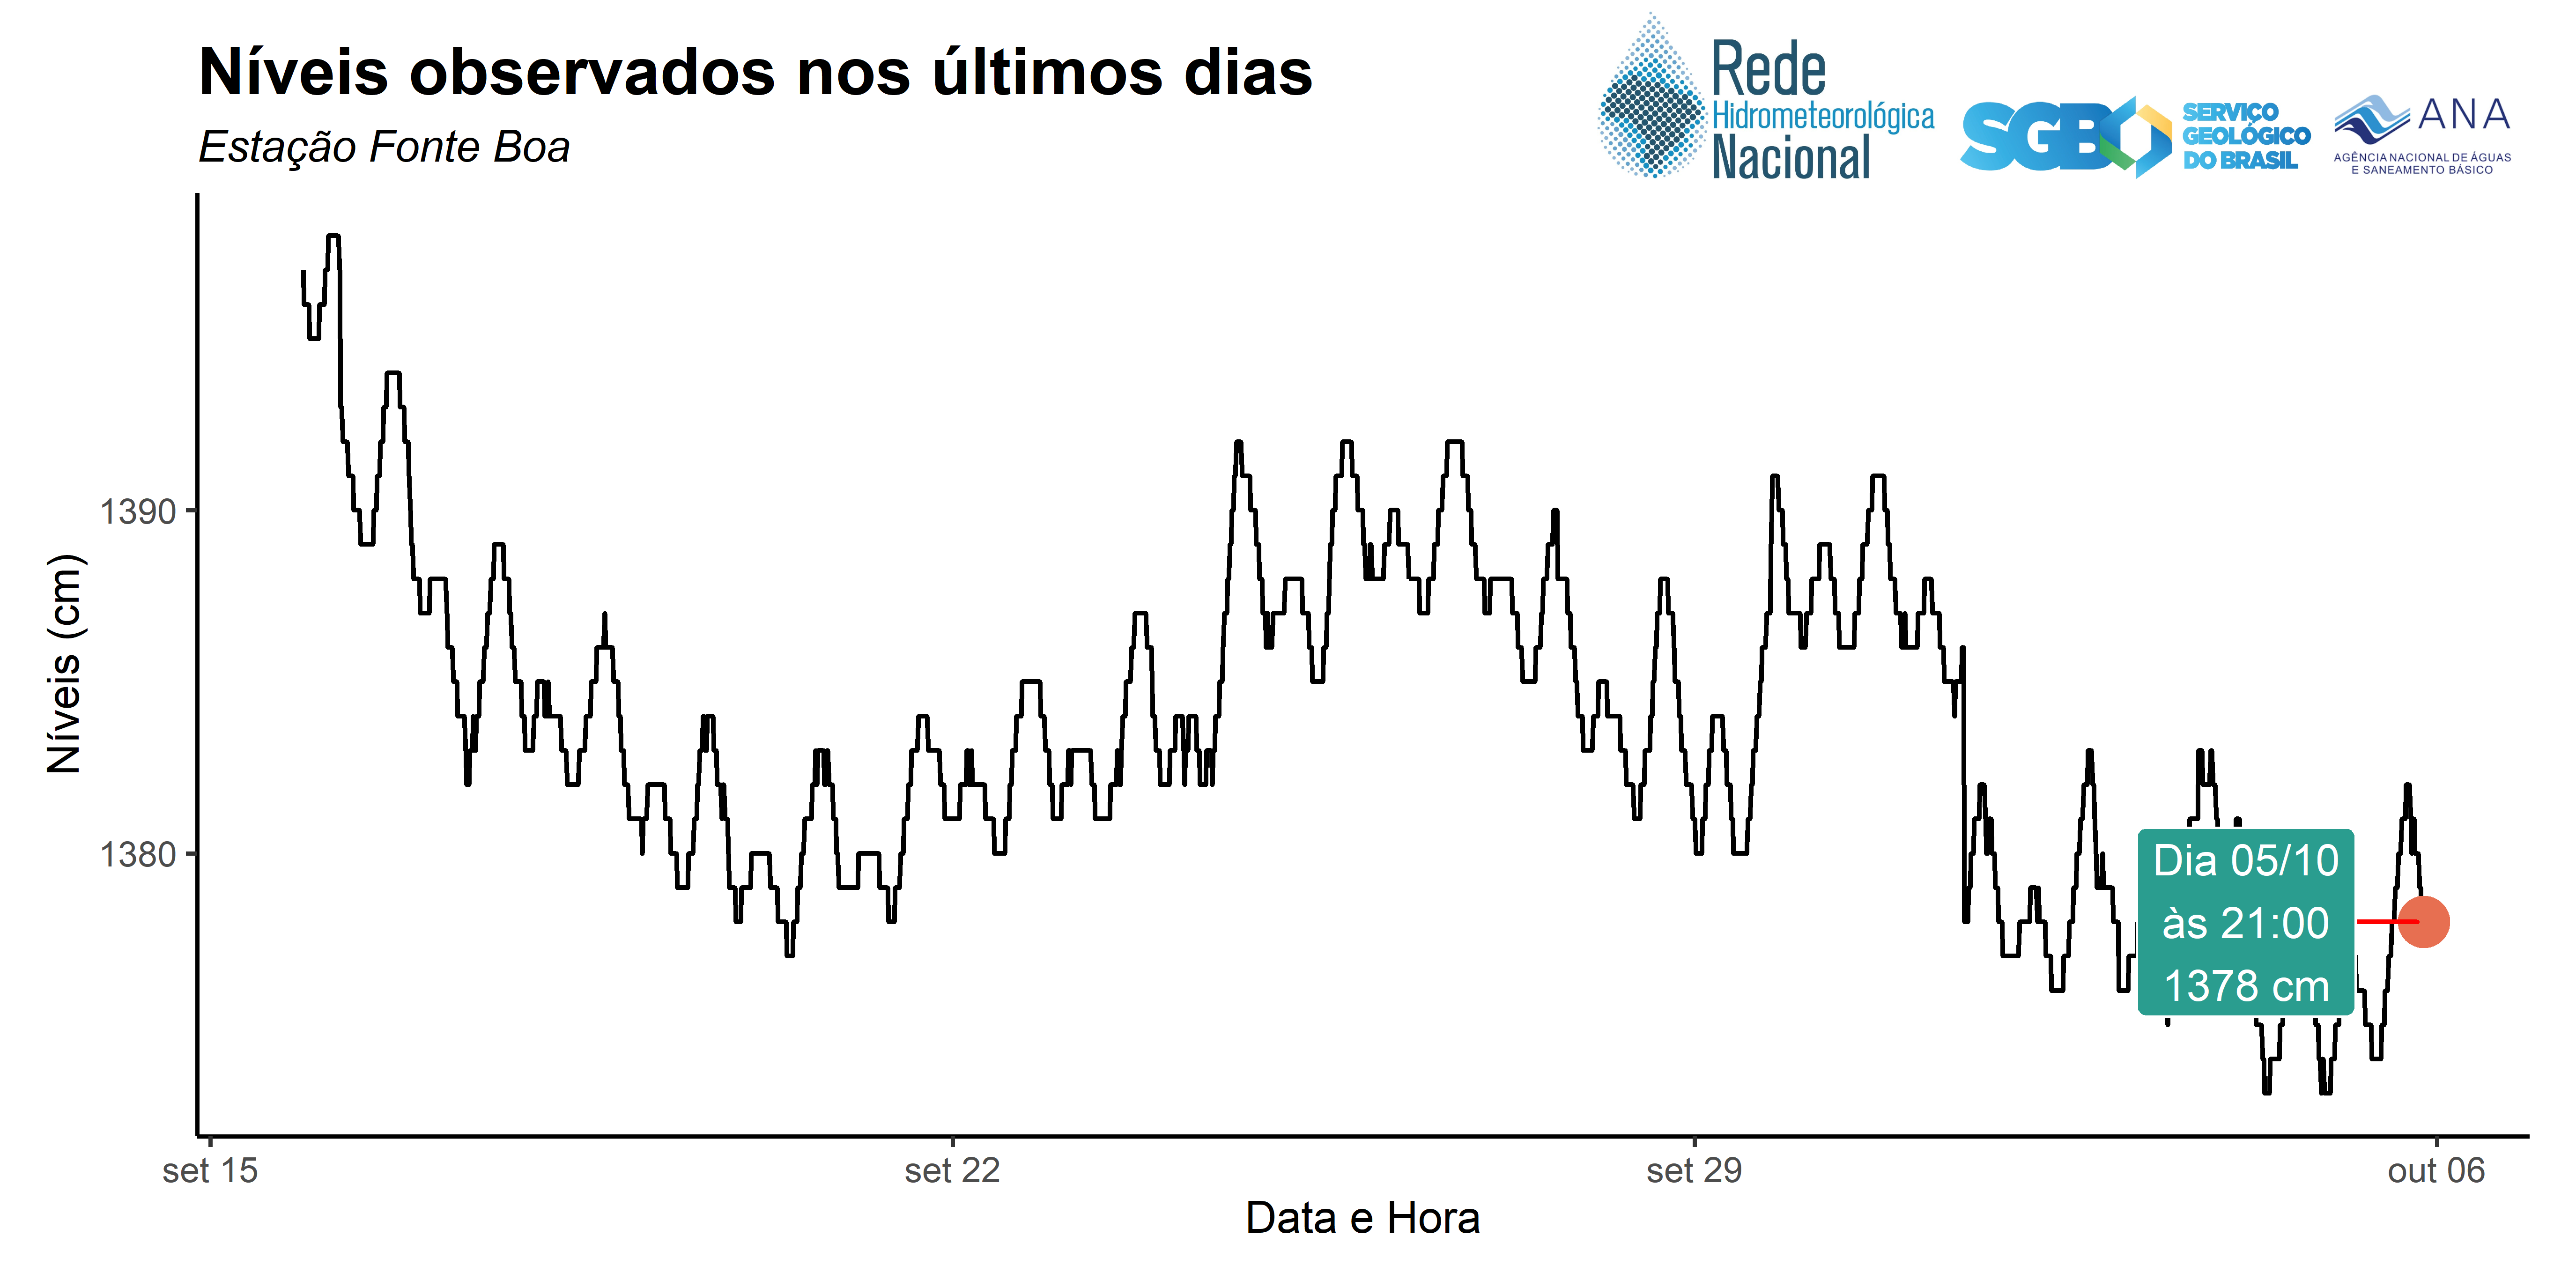 Níveis observados nos últimos dias
Estação Fonte Boa
Rede
Hidrometeorológica
Nacional
SGB
SERVIÇO
GEOLÓGICO
DO BRASIL
ANA
AGÊNCIA NACIONAL DE ÁGUAS
E SANEAMENTO BÁSICO
Níveis (cm)
1390
1380
Dia 05/10
às 21:00
1378 cm
set 15
set 22
set 29
out 06
Data e Hora